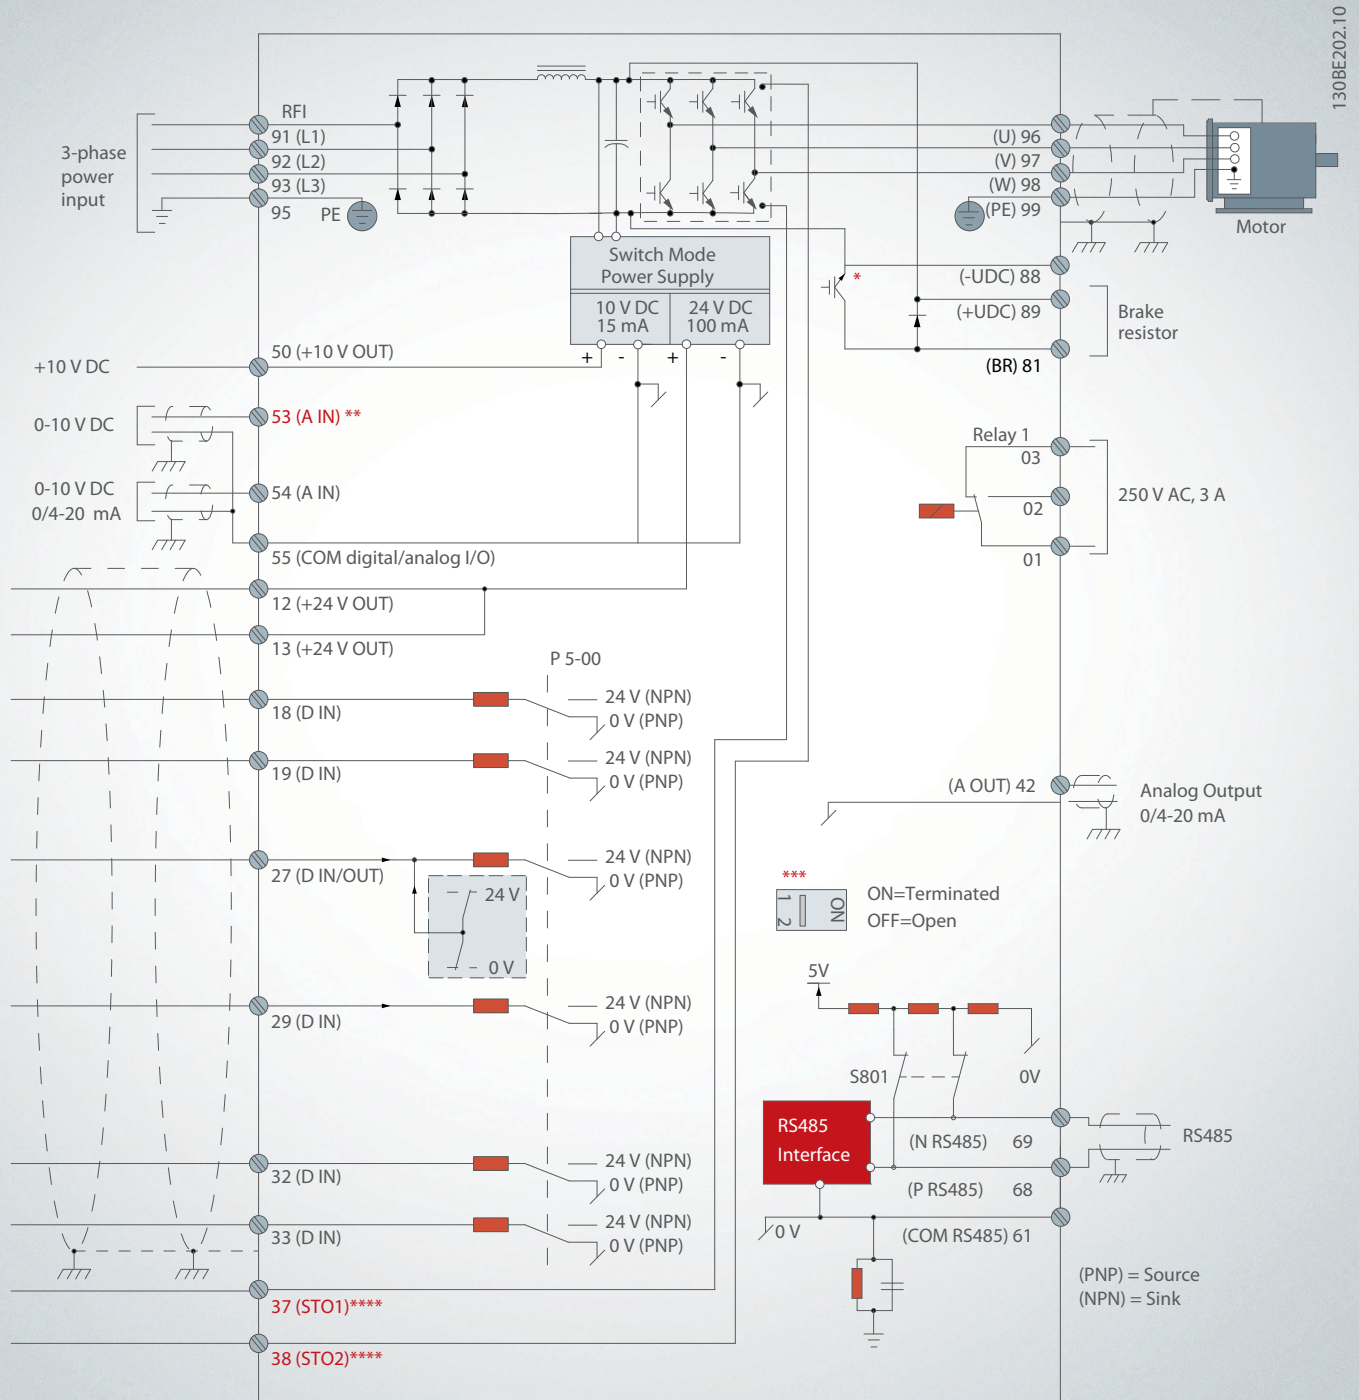 130BE202.10
RFI
91 (L1)
92 (L2)
93 (L3)
95
PE
3-phase
power
input
(U) 96
(V) 97
(W) 98
(PE) 99
Motor
Switch Mode
Power Supply
10 V DC
15 mA
24 V DC
100 mA
+
-
+
-
*
(-UDC) 88
(+UDC) 89
(BR) 81
Brake
resistor
+10 V DC
50 (+10 V OUT)
0-10 V DC
53 (A IN) **
0-10 V DC
0/4-20 mA
54 (A IN)
55 (COM digital/analog I/O)
12 (+24 V OUT)
13 (+24 V OUT)
Relay 1
03
02
01
250 V AC, 3 A
P 5-00
18 (D IN)
24 V (NPN)
0 V (PNP)
19 (D IN)
24 V (NPN)
0 V (PNP)
27 (D IN/OUT)
24 V (NPN)
0 V (PNP)
24 V
0 V
29 (D IN)
24 V (NPN)
0 V (PNP)
32 (D IN)
24 V (NPN)
0 V (PNP)
33 (D IN)
24 V (NPN)
0 V (PNP)
37 (STO1)****
38 (STO2)****
(A OUT) 42
Analog Output
0/4-20 mA
***
1
2
ON
ON=Terminated
OFF=Open
5V
S801
0V
RS485
Interface
(N RS485) 69
(P RS485) 68
RS485
0 V
(COM RS485) 61
(PNP) = Source
(NPN) = Sink